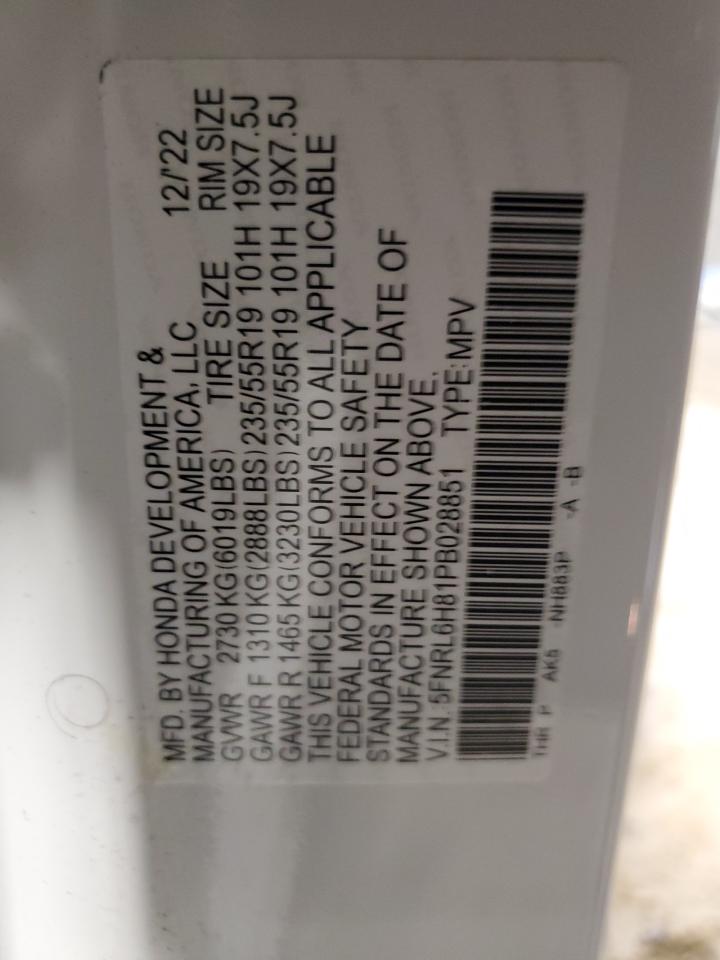 MFD. BY HONDA DEVELOPMENT &
MANUFACTURING OF AMERICA, LLC 12/'22
GVWR 2730 KG(6019LBS) TIRE SIZE RIM SIZE
GAWR F 1310 KG(2888LBS)235/55R19 101H 19X7.5J
GAWR R 1465 KG(3230LBS)235/55R19 101H 19X7.5J
THIS VEHICLE CONFORMS TO ALL APPLICABLE
FEDERAL MOTOR VEHICLE SAFETY
STANDARDS IN EFFECT ON THE DATE OF
MANUFACTURE SHOWN ABOVE.
V.I.N.:5FNRL6H81PB028851 TYPE:MPV
THR P AK5 -NH883P -A -B